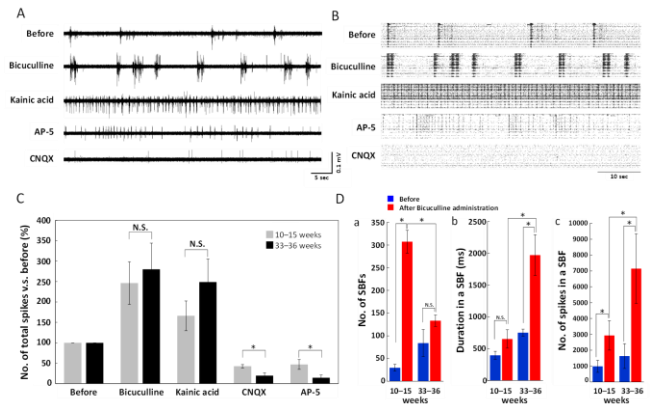 A
Before
Bicuculline
Kainic acid
AP-5
CNQX
5 sec
0.1 mV
B
Before
Bicuculline
Kainic acid
AP-5
CNQX
10 sec
C
No. of total spikes v.s. before (%)
400
350
300
250
200
150
100
50
0
N.S.
N.S.
*
*
10–15 weeks
33–36 weeks
Before
Bicuculline
Kainic acid
CNQX
AP-5
D
Before
After Bicuculline administration
a
No. of SBFs
350
300
250
200
150
100
50
0
*
*
N.S.
10–15
33–36
weeks
b
Duration in a SBF (ms)
2500
2000
1500
1000
500
0
N.S.
*
*
10–15
33–36
weeks
c
No. of spikes in a SBF
10000
9000
8000
7000
6000
5000
4000
3000
2000
1000
0
*
*
*
10–15
33–36
weeks